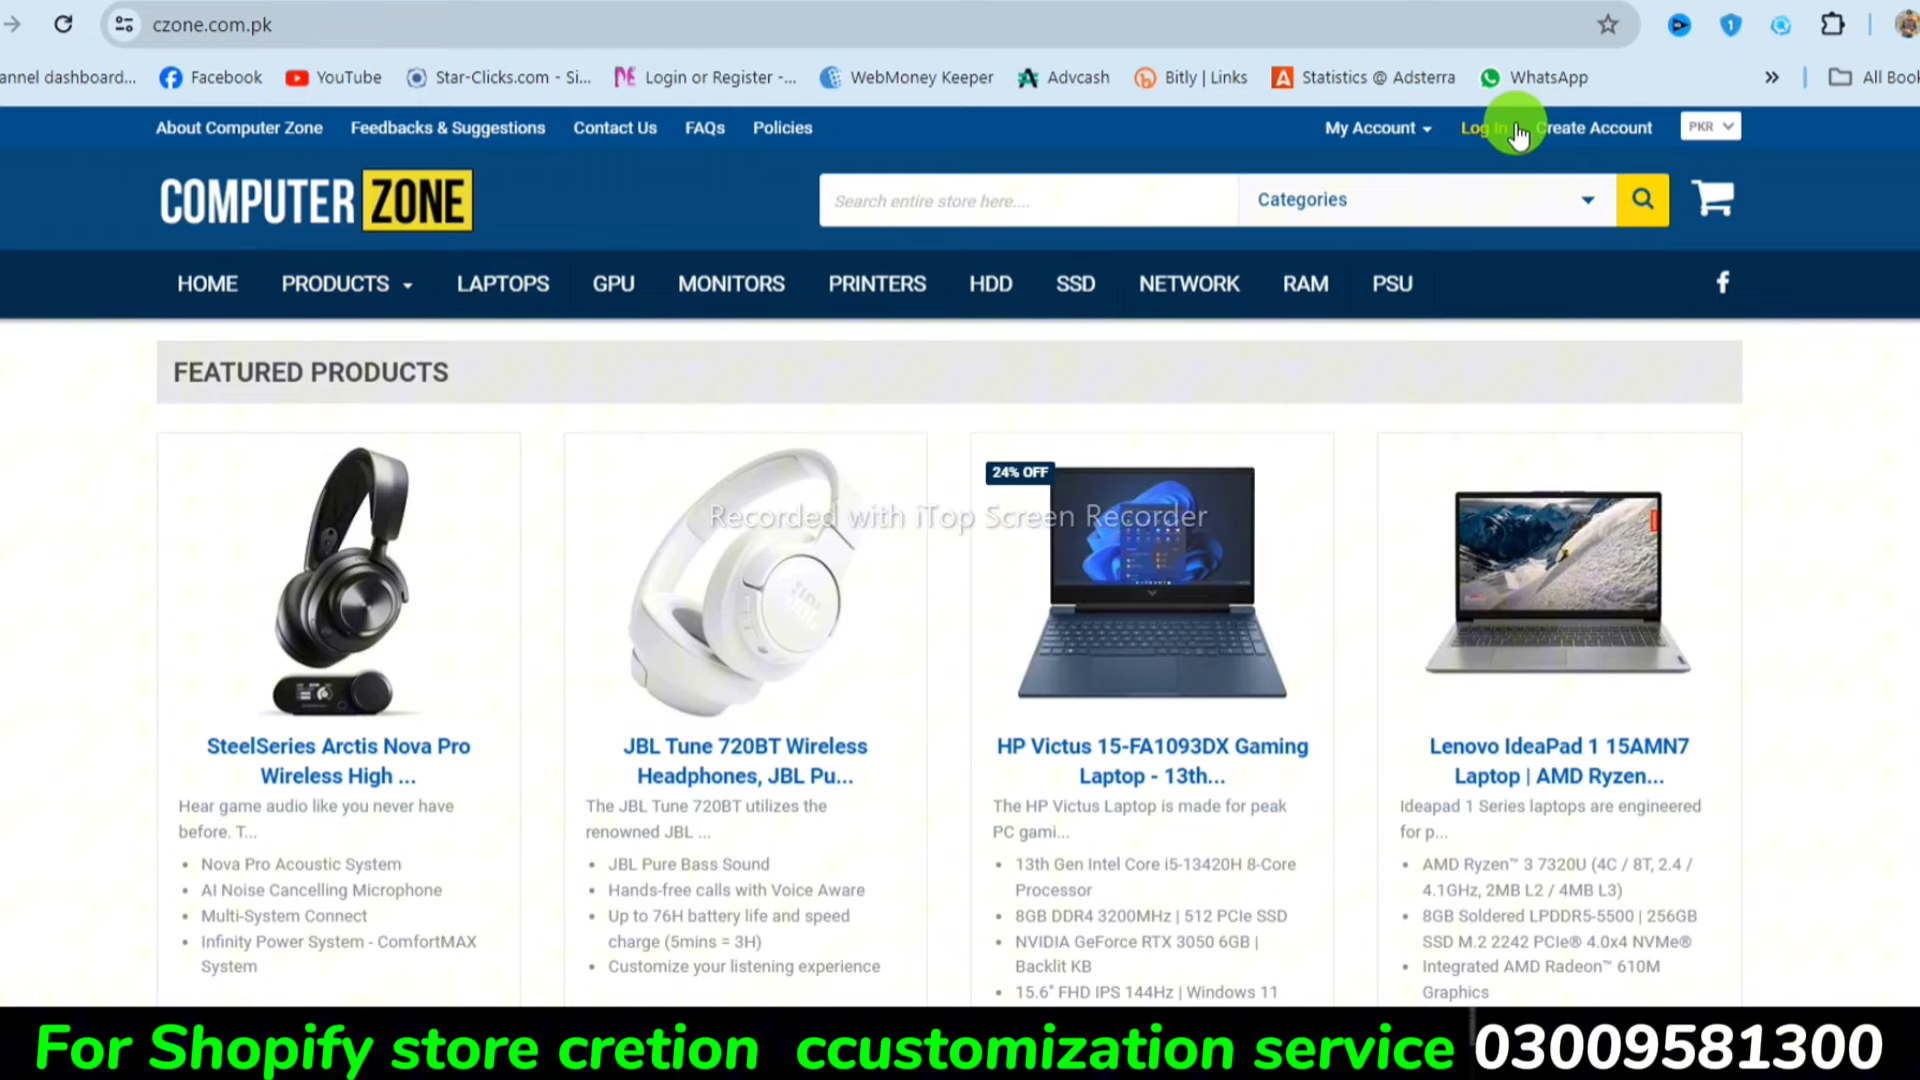 czone.com.pk
annel dashboard... Facebook YouTube Star-Clicks.com - Si... Login or Register -... WebMoney Keeper Advcash Bitly | Links Statistics @ Adsterra WhatsApp » All Book
About Computer Zone Feedbacks & Suggestions Contact Us FAQs Policies My Account Log In Create Account PKR
COMPUTER ZONE
Search entire store here.... Categories
HOME PRODUCTS LAPTOPS GPU MONITORS PRINTERS HDD SSD NETWORK RAM PSU
FEATURED PRODUCTS
24% OFF
Recorded with iTop Screen Recorder
SteelSeries Arctis Nova Pro
Wireless High ...
Hear game audio like you never have
before. T...
• Nova Pro Acoustic System
• AI Noise Cancelling Microphone
• Multi-System Connect
• Infinity Power System - ComfortMAX
System
JBL Tune 720BT Wireless
Headphones, JBL Pu...
The JBL Tune 720BT utilizes the
renowned JBL ...
• JBL Pure Bass Sound
• Hands-free calls with Voice Aware
• Up to 76H battery life and speed
charge (5mins = 3H)
• Customize your listening experience
HP Victus 15-FA1093DX Gaming
Laptop - 13th...
The HP Victus Laptop is made for peak
PC gami...
• 13th Gen Intel Core i5-13420H 8-Core
Processor
• 8GB DDR4 3200MHz | 512 PCIe SSD
• NVIDIA GeForce RTX 3050 6GB |
Backlit KB
• 15.6" FHD IPS 144Hz | Windows 11
Lenovo IdeaPad 1 15AMN7
Laptop | AMD Ryzen...
Ideapad 1 Series laptops are engineered
for p...
• AMD Ryzen™ 3 7320U (4C / 8T, 2.4 /
4.1GHz, 2MB L2 / 4MB L3)
• 8GB Soldered LPDDR5-5500 | 256GB
SSD M.2 2242 PCIe® 4.0x4 NVMe®
• Integrated AMD Radeon™ 610M
Graphics
For Shopify store cretion ccustomization service 03009581300